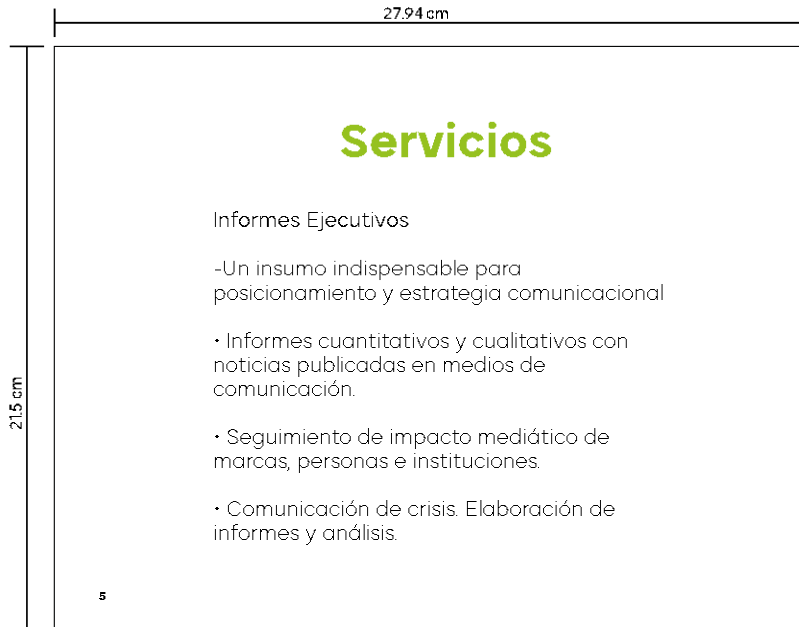 27.94 cm
Servicios
Informes Ejecutivos
-Un insumo indispensable para
posicionamiento y estrategia comunicacional
• Informes cuantitativos y cualitativos con
noticias publicadas en medios de
comunicación.
• Seguimiento de impacto mediático de
marcas, personas e instituciones.
• Comunicación de crisis. Elaboración de
informes y análisis.
21.5 cm
5